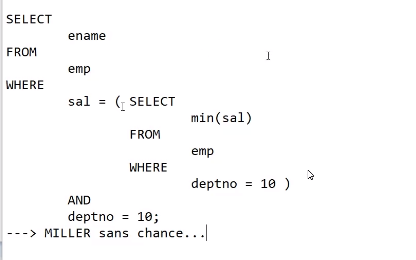 SELECT
ename
FROM
emp
WHERE
sal = ( SELECT
min(sal)
FROM
emp
WHERE
deptno = 10 )
AND
deptno = 10;
---> MILLER sans chance...